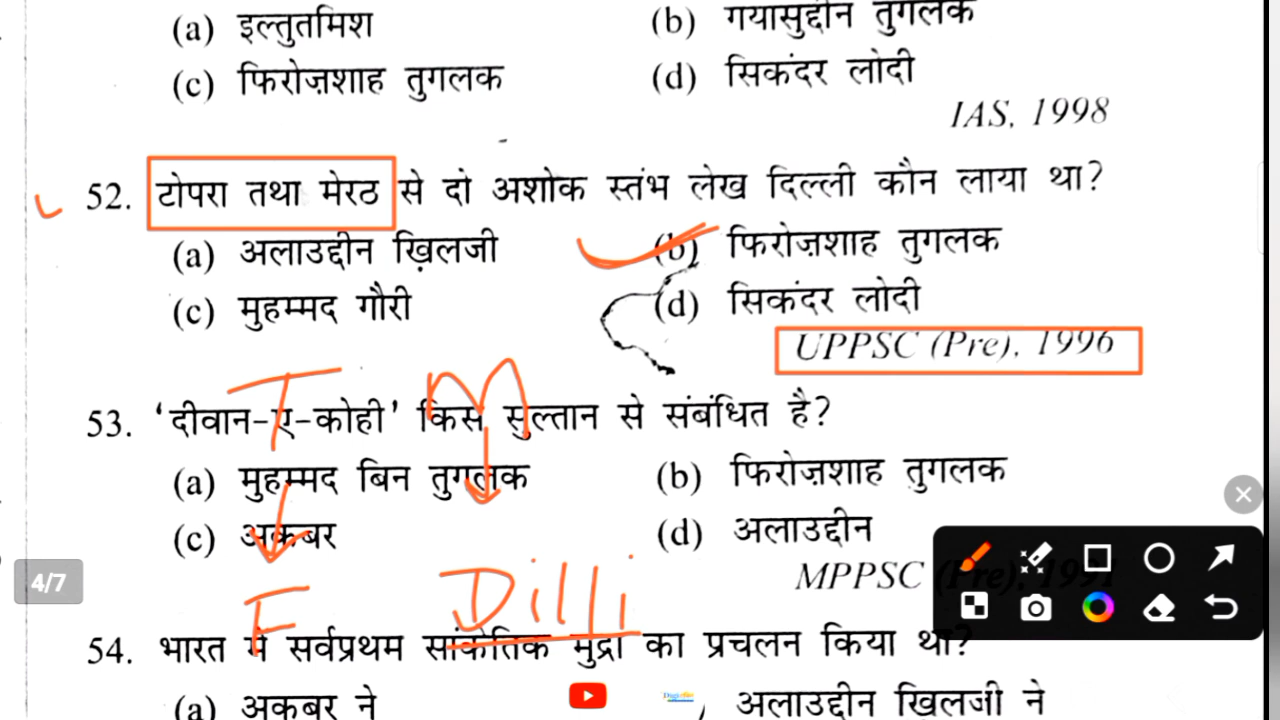 (a) इल्तुतमिश (b) गयासुद्दीन तुगलक
(c) फिरोज़शाह तुगलक (d) सिकंदर लोदी
IAS, 1998
52. टोपरा तथा मेरठ से दो अशोक स्तंभ लेख दिल्ली कौन लाया था?
(a) अलाउद्दीन ख़िलजी (b) फिरोज़शाह तुगलक
(c) मुहम्मद गौरी (d) सिकंदर लोदी
UPPSC (Pre), 1996
T M
53. 'दीवान-ए-कोही' किस सुल्तान से संबंधित है?
(a) मुहम्मद बिन तुगलक (b) फिरोज़शाह तुगलक
(c) अकबर (d) अलाउद्दीन
MPPSC (Pre), 1991
4/7
F Dilli
54. भारत में सर्वप्रथम सांकेतिक मुद्रा का प्रचलन किया था?
(a) अकबर ने अलाउद्दीन खिलजी ने